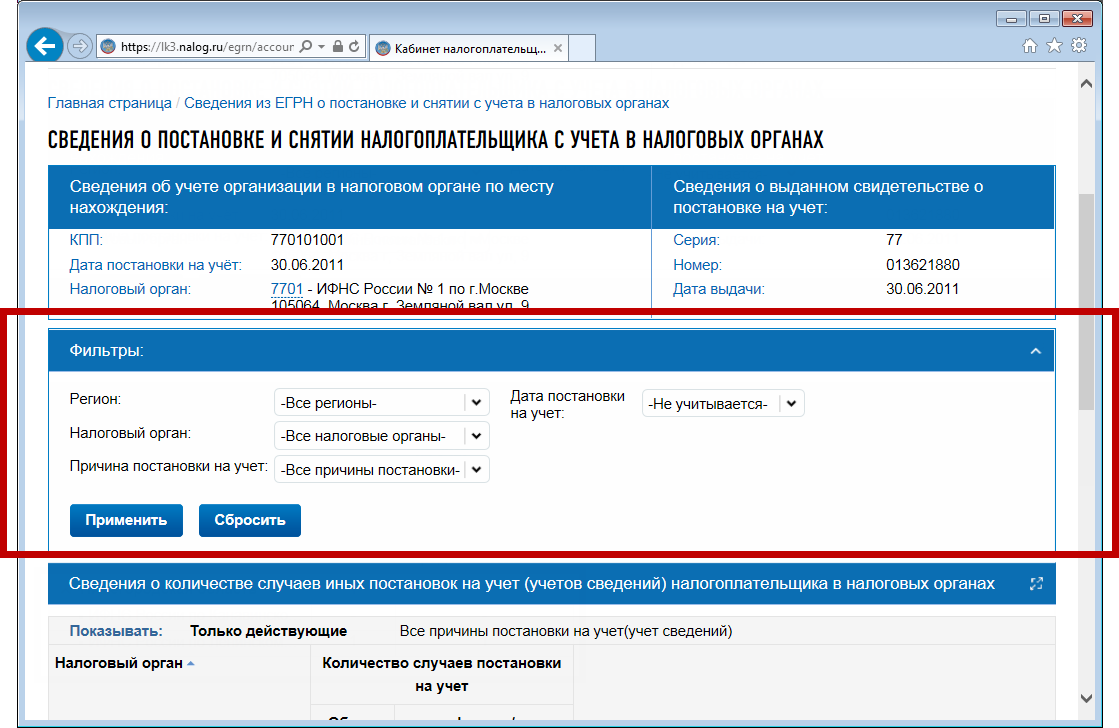 https://lk3.nalog.ru/egrn/accour
Кабинет налогоплательщ...
Главная страница / Сведения из ЕГРН о постановке и снятии с учета в налоговых органах
СВЕДЕНИЯ О ПОСТАНОВКЕ И СНЯТИИ НАЛОГОПЛАТЕЛЬЩИКА С УЧЕТА В НАЛОГОВЫХ ОРГАНАХ
Сведения об учете организации в налоговом органе по месту
нахождения:
Сведения о выданном свидетельстве о
постановке на учет:
КПП: 770101001
Серия: 77
Дата постановки на учёт: 30.06.2011
Номер: 013621880
Налоговый орган: 7701 - ИФНС России № 1 по г.Москве
105064, Москва г, Земляной вал ул, 9
Дата выдачи: 30.06.2011
Фильтры:
Регион: -Все регионы-
Дата постановки
на учет: -Не учитывается-
Налоговый орган: -Все налоговые органы-
Причина постановки на учет: -Все причины постановки-
Применить Сбросить
Сведения о количестве случаев иных постановок на учет (учетов сведений) налогоплательщика в налоговых органах
Показывать: Только действующие Все причины постановки на учет(учет сведений)
Налоговый орган
Количество случаев постановки
на учет